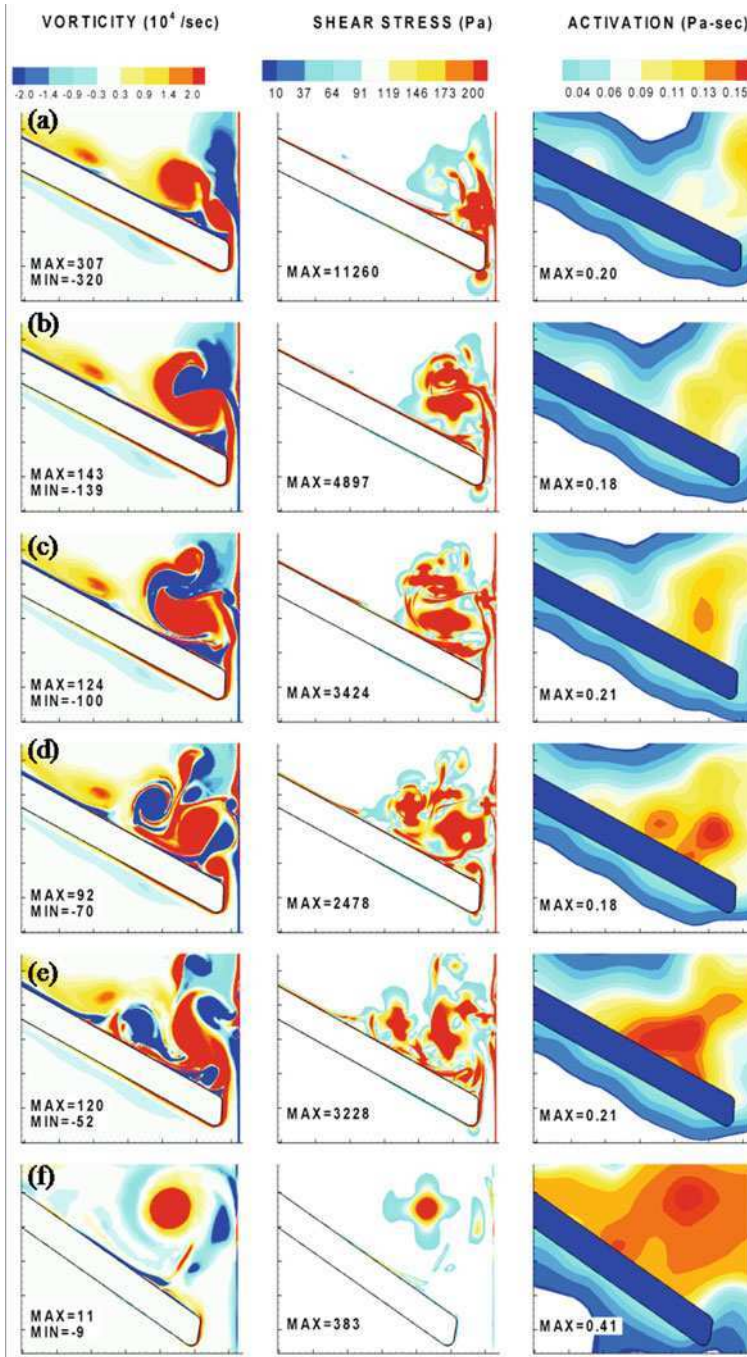 VORTICITY (10⁴ /sec) SHEAR STRESS (Pa) ACTIVATION (Pa-sec)
-2.0 -1.4 -0.9 -0.3 0.3 0.9 1.4 2.0 10 37 64 91 119 146 173 200 0.04 0.06 0.09 0.11 0.13 0.15
(a)
MAX=307
MIN=-320
MAX=11260
MAX=0.20
(b)
MAX=143
MIN=-139
MAX=4897
MAX=0.18
(c)
MAX=124
MIN=-100
MAX=3424
MAX=0.21
(d)
MAX=92
MIN=-70
MAX=2478
MAX=0.18
(e)
MAX=120
MIN=-52
MAX=3228
MAX=0.21
(f)
MAX=11
MIN=-9
MAX=383
MAX=0.41